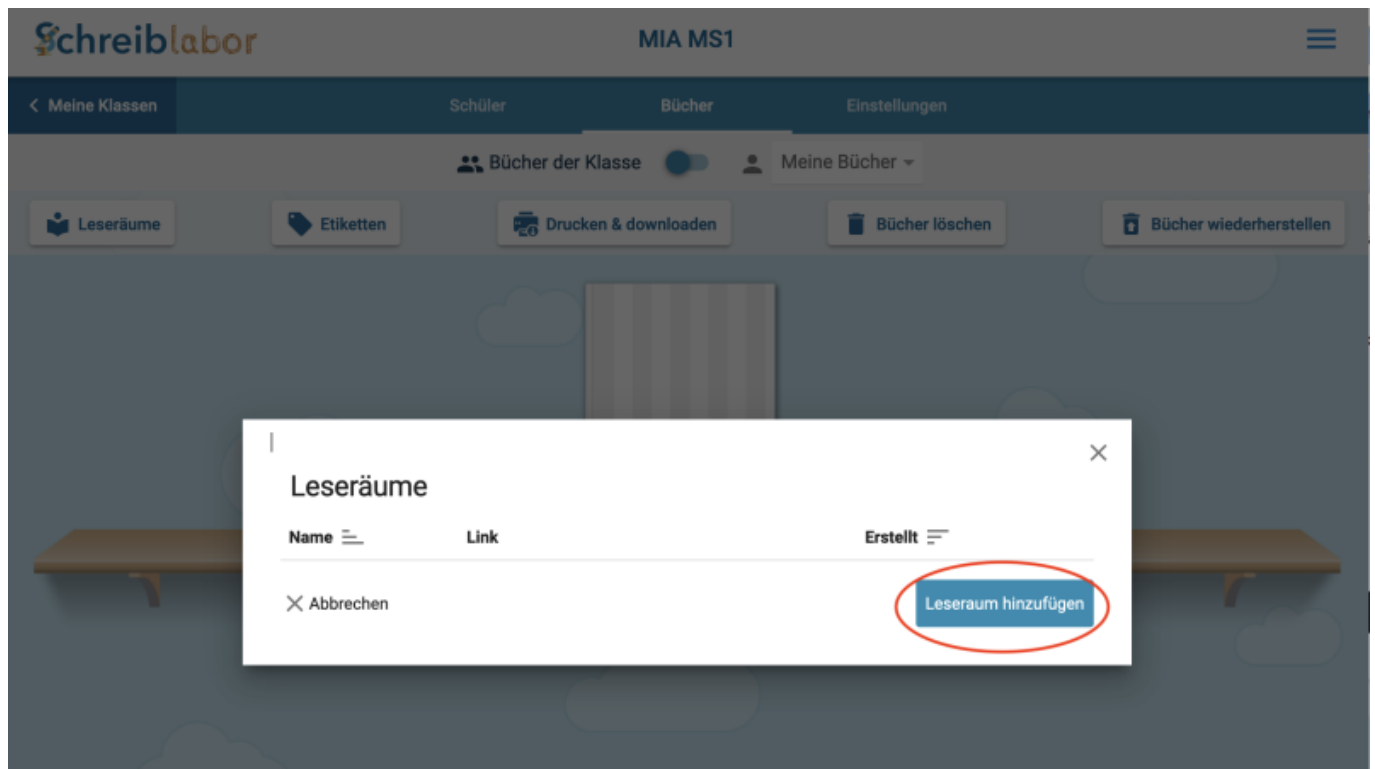 Schreiblabor
MIA MS1
Meine Klassen
Schüler
Bücher
Einstellungen
Bücher der Klasse
Meine Bücher
Leseräume
Etiketten
Drucken & downloaden
Bücher löschen
Bücher wiederherstellen
Leseräume
Name
Link
Erstellt
Abbrechen
Leseraum hinzufügen